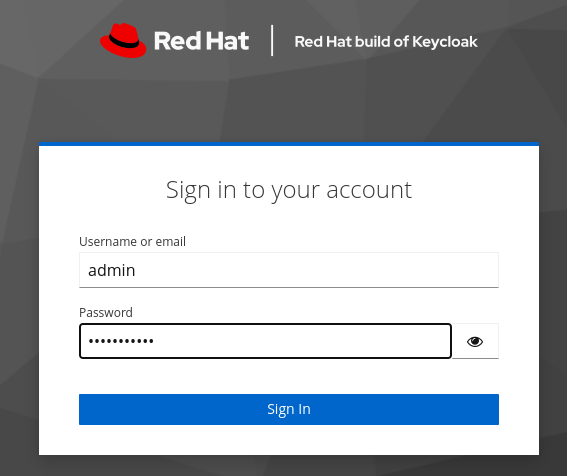 Red Hat | Red Hat build of Keycloak
Sign in to your account
Username or email
admin
Password
•••••••••••
Sign In